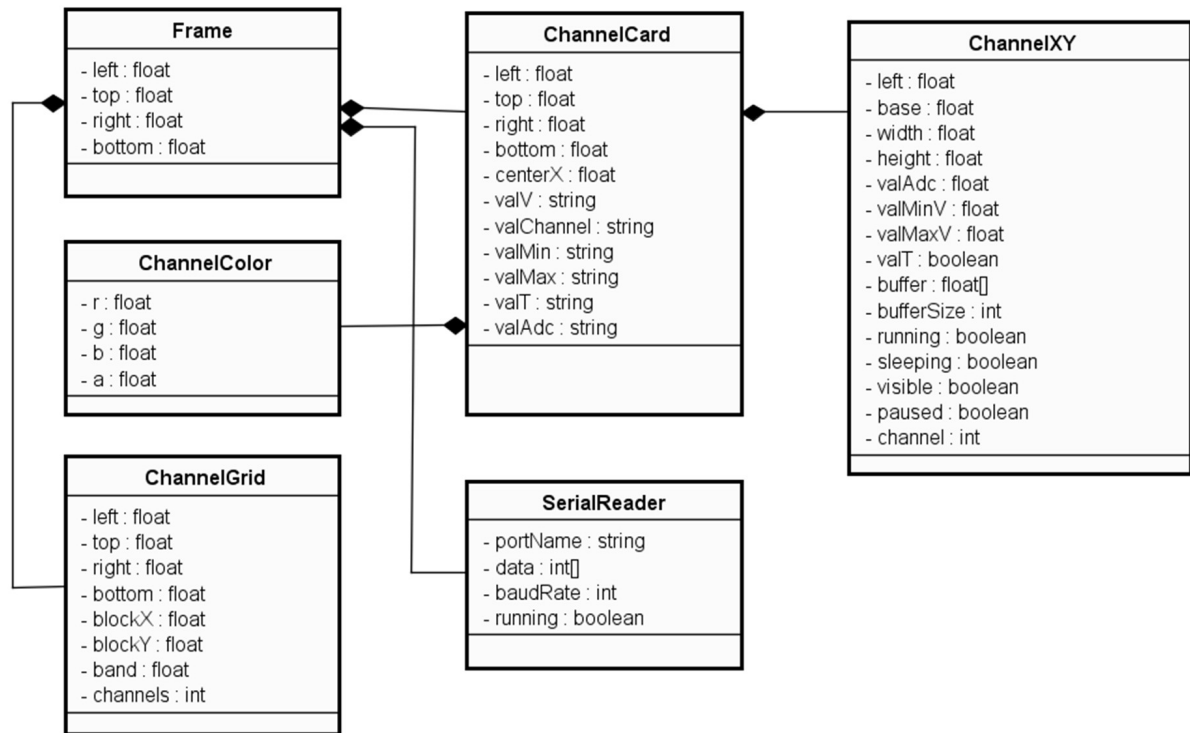 Frame
- left : float
- top : float
- right : float
- bottom : float
ChannelColor
- r : float
- g : float
- b : float
- a : float
ChannelGrid
- left : float
- top : float
- right : float
- bottom : float
- blockX : float
- blockY : float
- band : float
- channels : int
ChannelCard
- left : float
- top : float
- right : float
- bottom : float
- centerX : float
- valV : string
- valChannel : string
- valMin : string
- valMax : string
- valT : string
- valAdc : string
SerialReader
- portName : string
- data : int[]
- baudRate : int
- running : boolean
ChannelXY
- left : float
- base : float
- width : float
- height : float
- valAdc : float
- valMinV : float
- valMaxV : float
- valT : boolean
- buffer : float[]
- bufferSize : int
- running : boolean
- sleeping : boolean
- visible : boolean
- paused : boolean
- channel : int